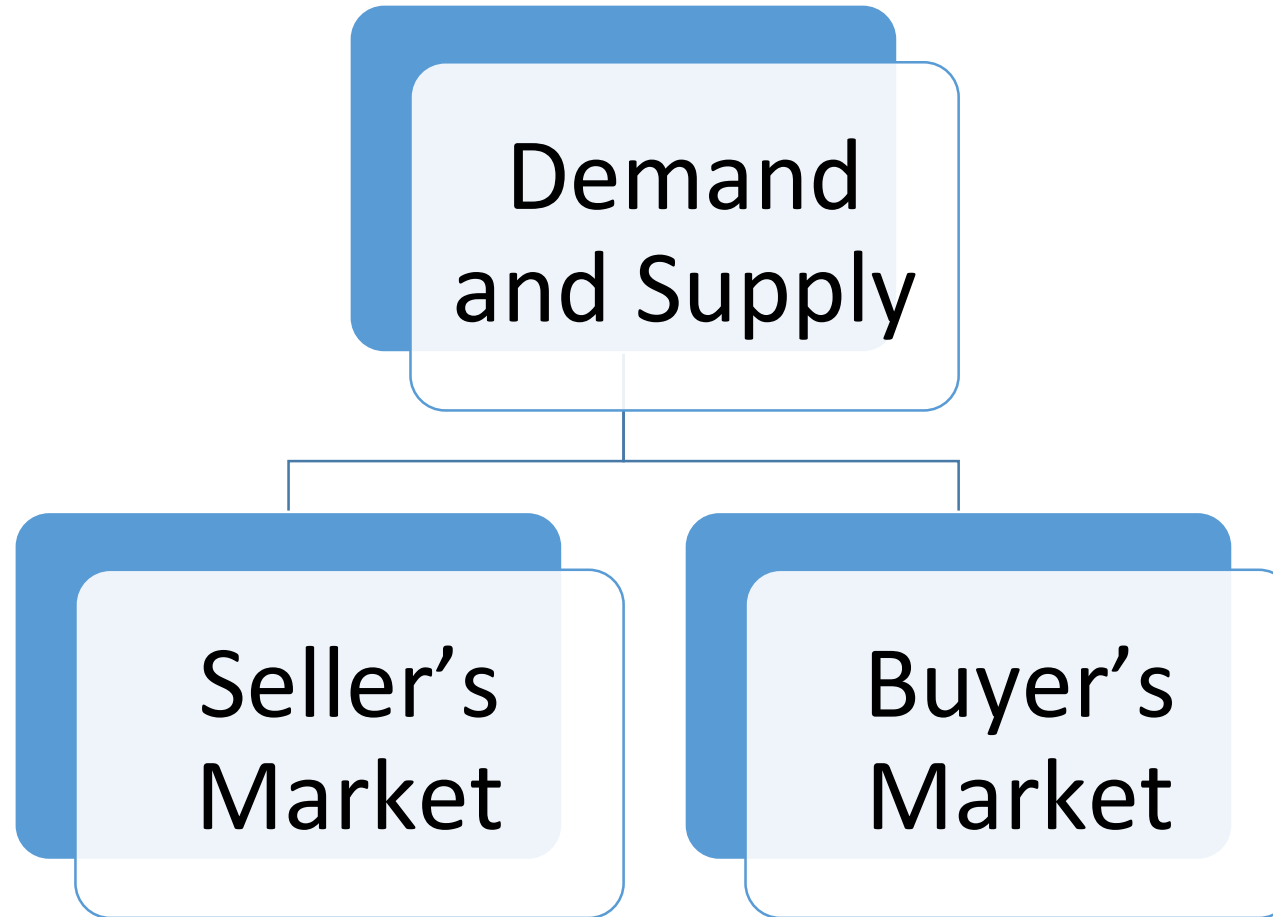 Demand
and Supply
Seller’s
Market
Buyer’s
Market